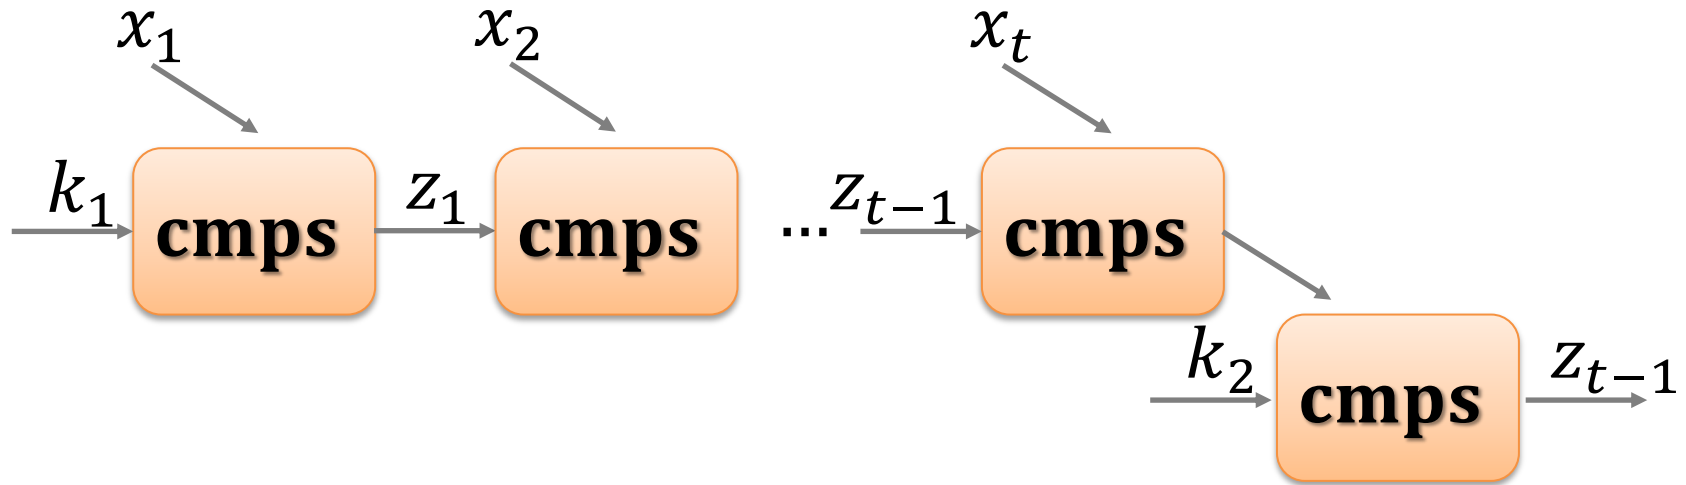 x₁ x₂ xₜ
k₁ cmps z₁ cmps ... zₜ₋₁ cmps
k₂ cmps zₜ₋₁